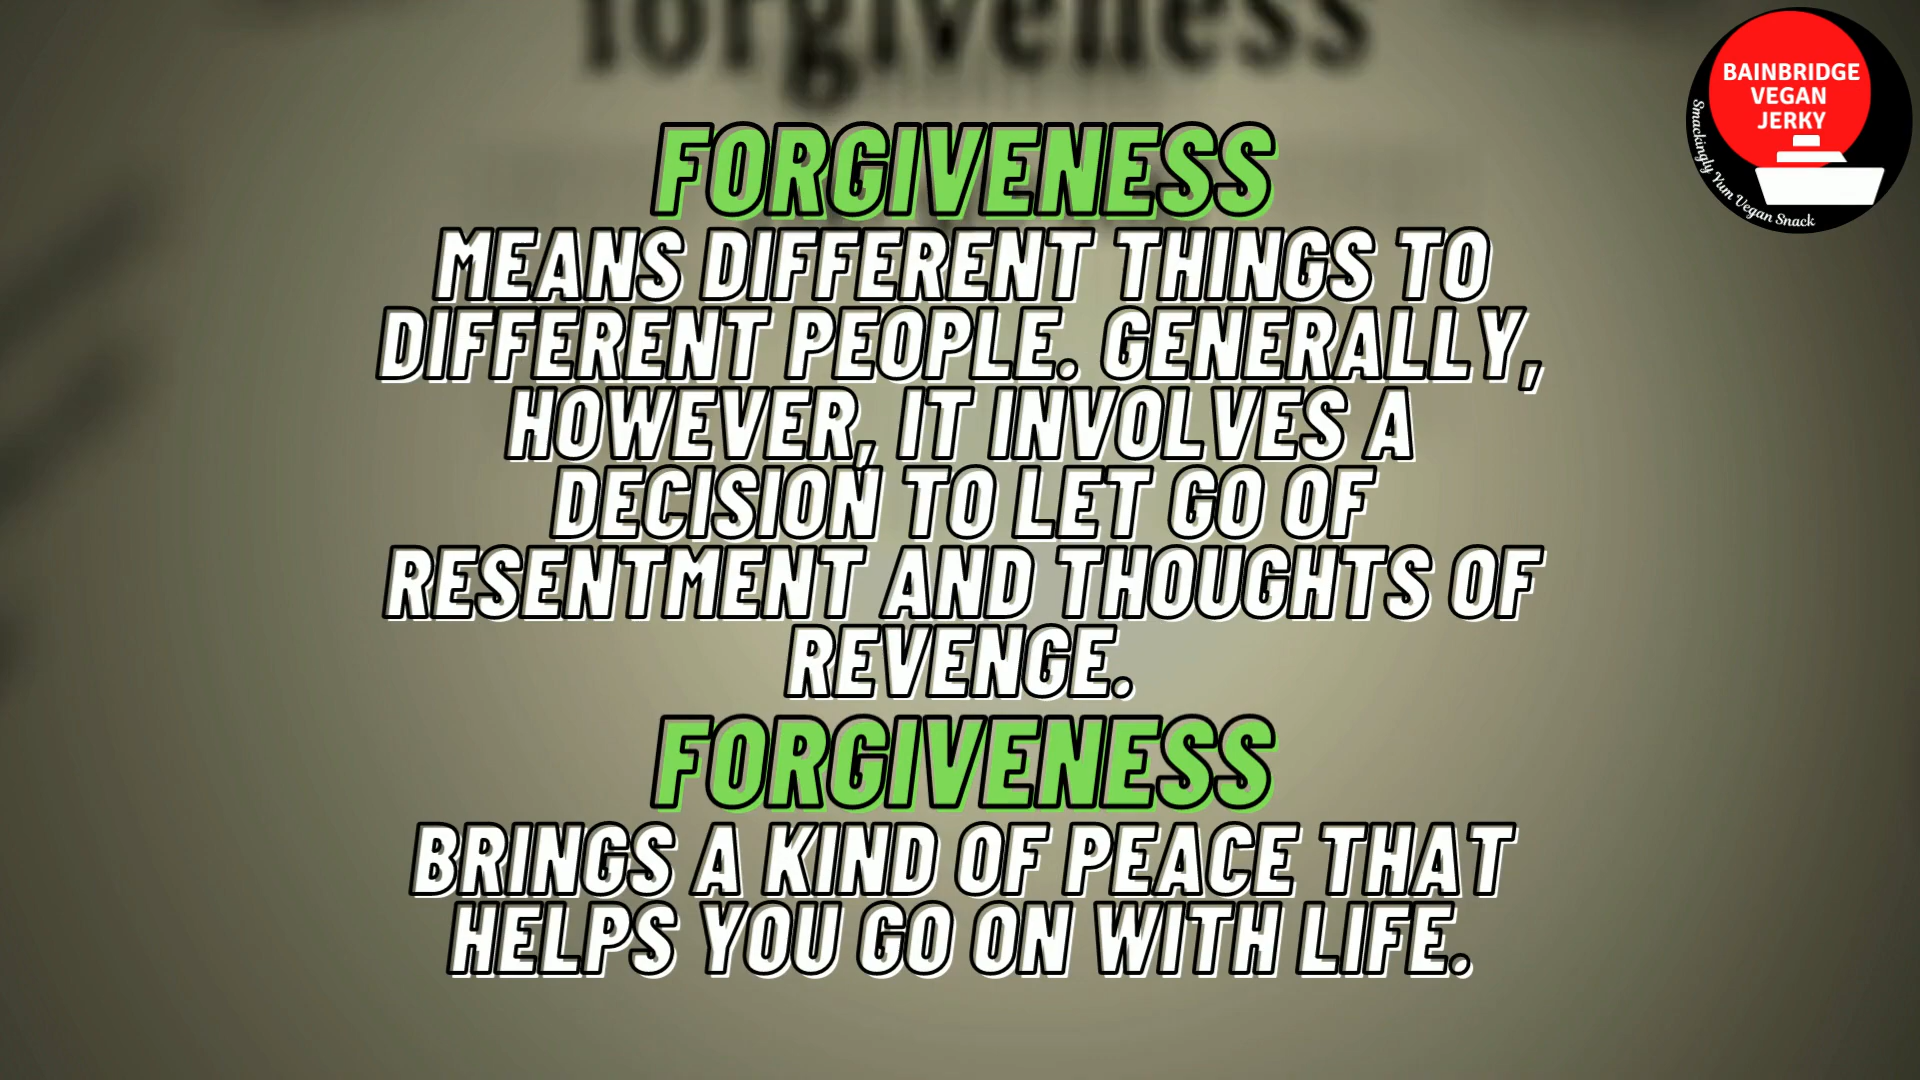 forgiveness
BAINBRIDGE
VEGAN
JERKY
Smackingly Yum Vegan Snack
FORGIVENESS
MEANS DIFFERENT THINGS TO
DIFFERENT PEOPLE. GENERALLY,
HOWEVER, IT INVOLVES A
DECISION TO LET GO OF
RESENTMENT AND THOUGHTS OF
REVENGE.
FORGIVENESS
BRINGS A KIND OF PEACE THAT
HELPS YOU GO ON WITH LIFE.